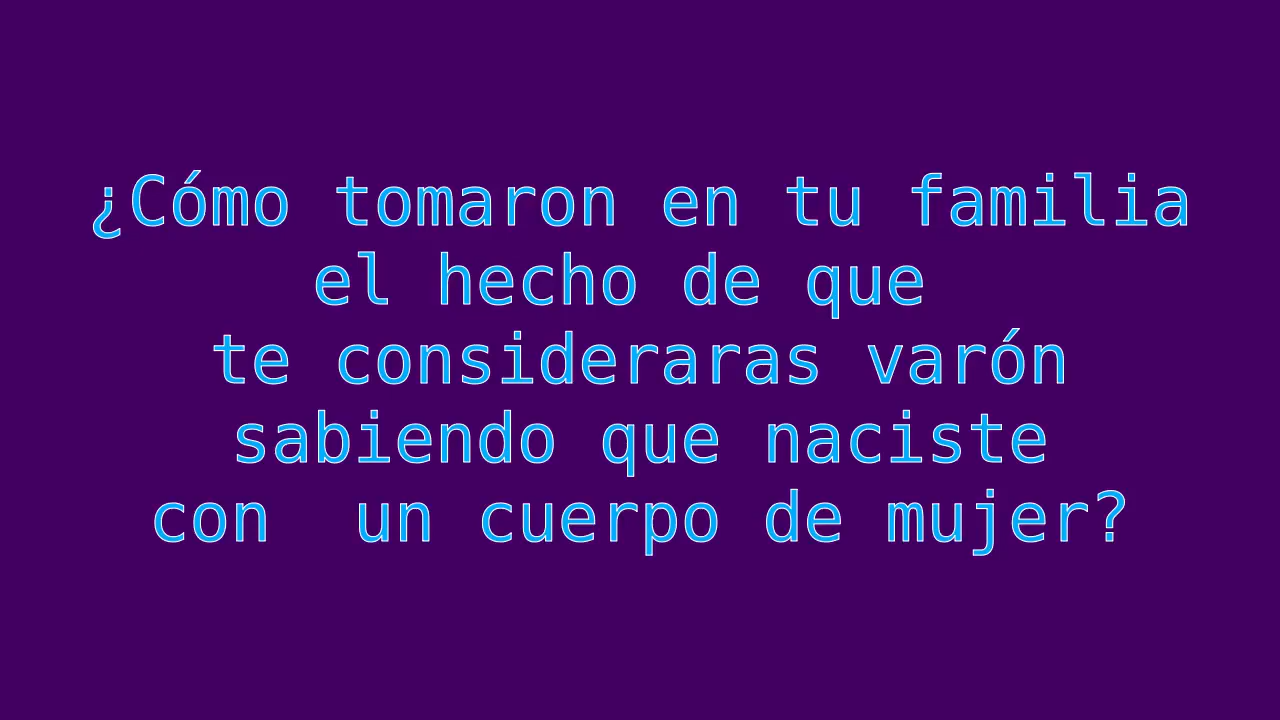 ¿Cómo tomaron en tu familia
el hecho de que
te consideraras varón
sabiendo que naciste
con  un cuerpo de mujer?